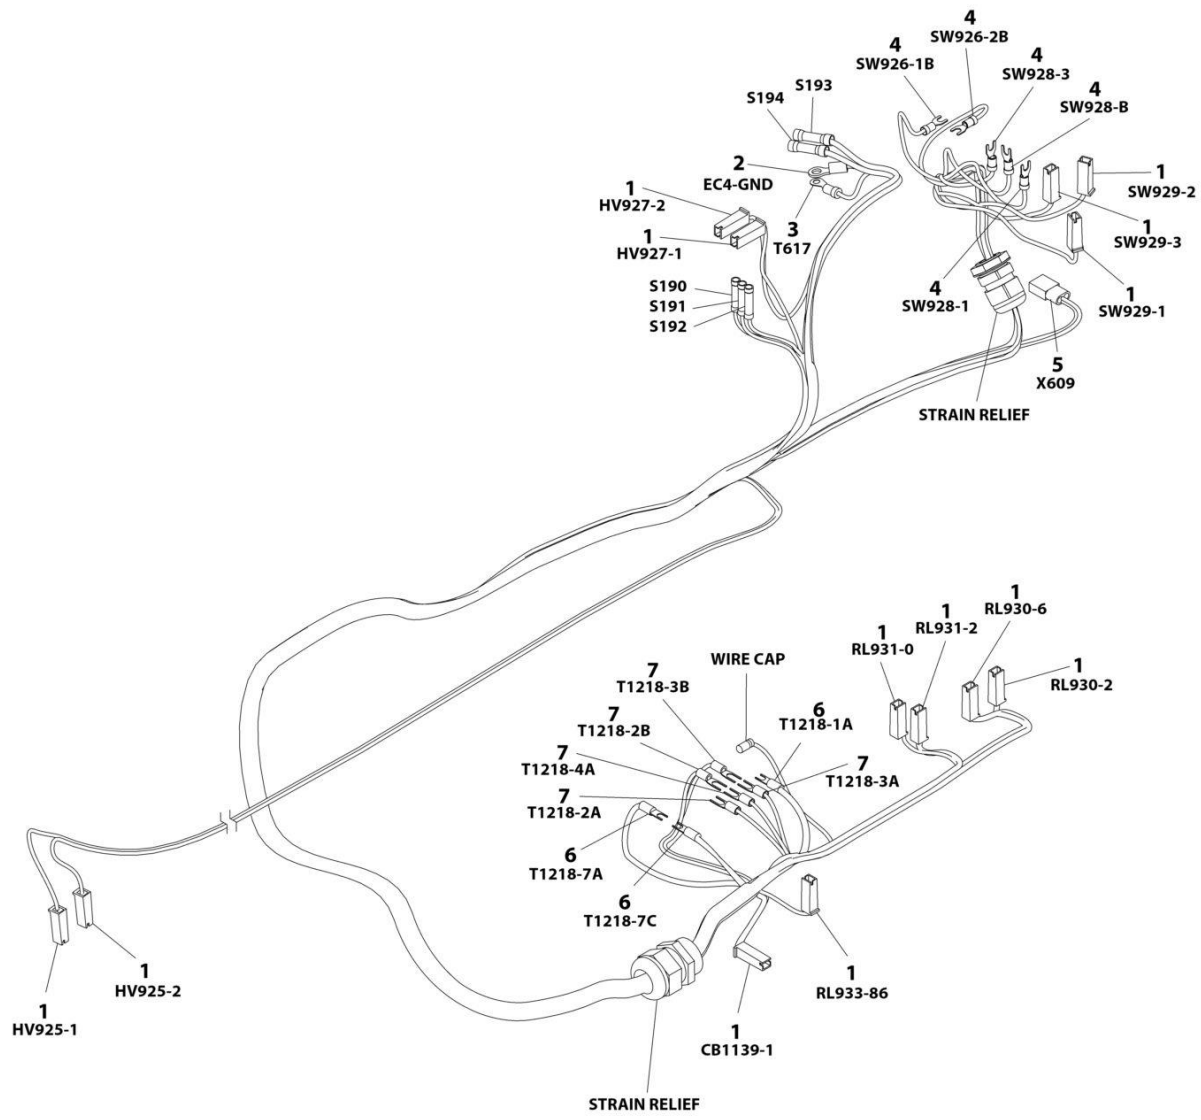 4
SW926-2B
4
SW926-1B
4
SW928-3
4
SW928-B
S193
S194
2
EC4-GND
1
HV927-2
1
HV927-1
3
T617
1
SW929-2
1
SW929-3
4
SW928-1
1
SW929-1
S190
S191
S192
5
X609
STRAIN RELIEF
1
RL930-6
1
RL931-2
1
RL931-0
1
RL930-2
WIRE CAP
7
T1218-3B
6
T1218-1A
7
T1218-2B
7
T1218-4A
7
T1218-3A
7
T1218-2A
6
T1218-7A
6
T1218-7C
1
HV925-2
1
HV925-1
1
RL933-86
1
CB1139-1
STRAIN RELIEF